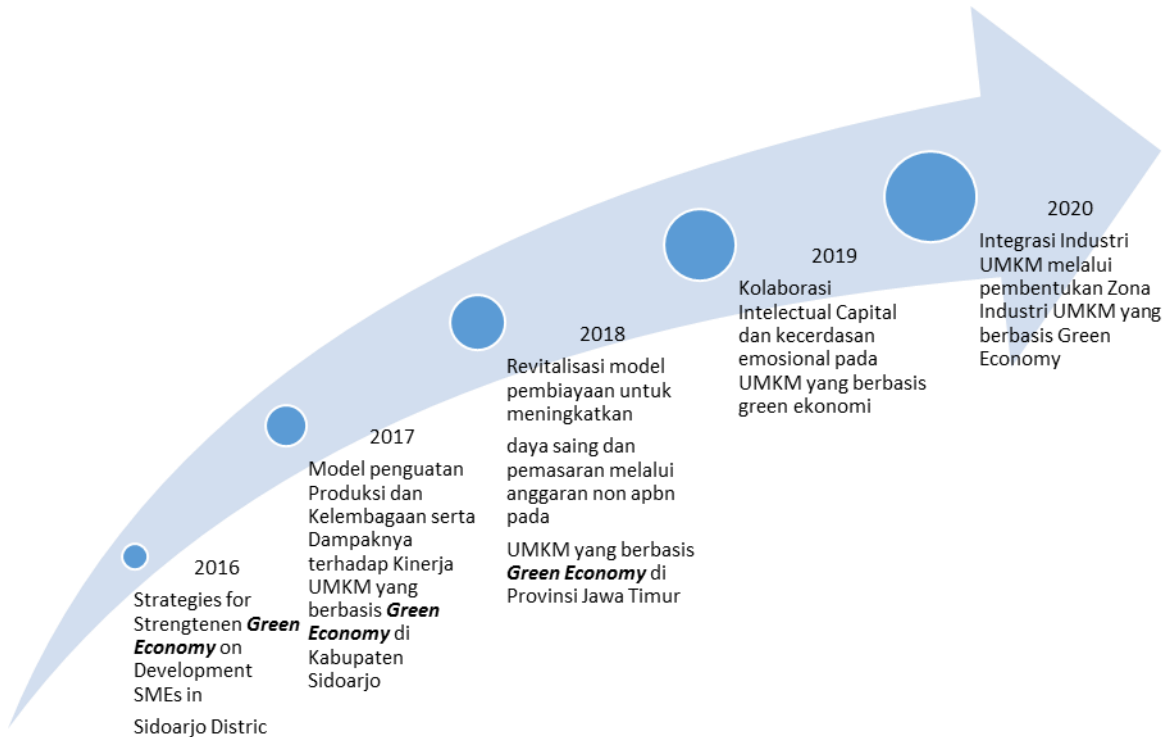 2016
Strategies for
Strengtenen Green
Economy on
Development
SMEs in
Sidoarjo Distric
2017
Model penguatan
Produksi dan
Kelembagaan serta
Dampaknya
terhadap Kinerja
UMKM yang
berbasis Green
Economy di
Kabupaten
Sidoarjo
2018
Revitalisasi model
pembiayaan untuk
meningkatkan
daya saing dan
pemasaran melalui
anggaran non apbn
pada
UMKM yang berbasis
Green Economy di
Provinsi Jawa Timur
2019
Kolaborasi
Intelectual Capital
dan kecerdasan
emosional pada
UMKM yang berbasis
green ekonomi
2020
Integrasi Industri
UMKM melalui
pembentukan Zona
Industri UMKM yang
berbasis Green
Economy